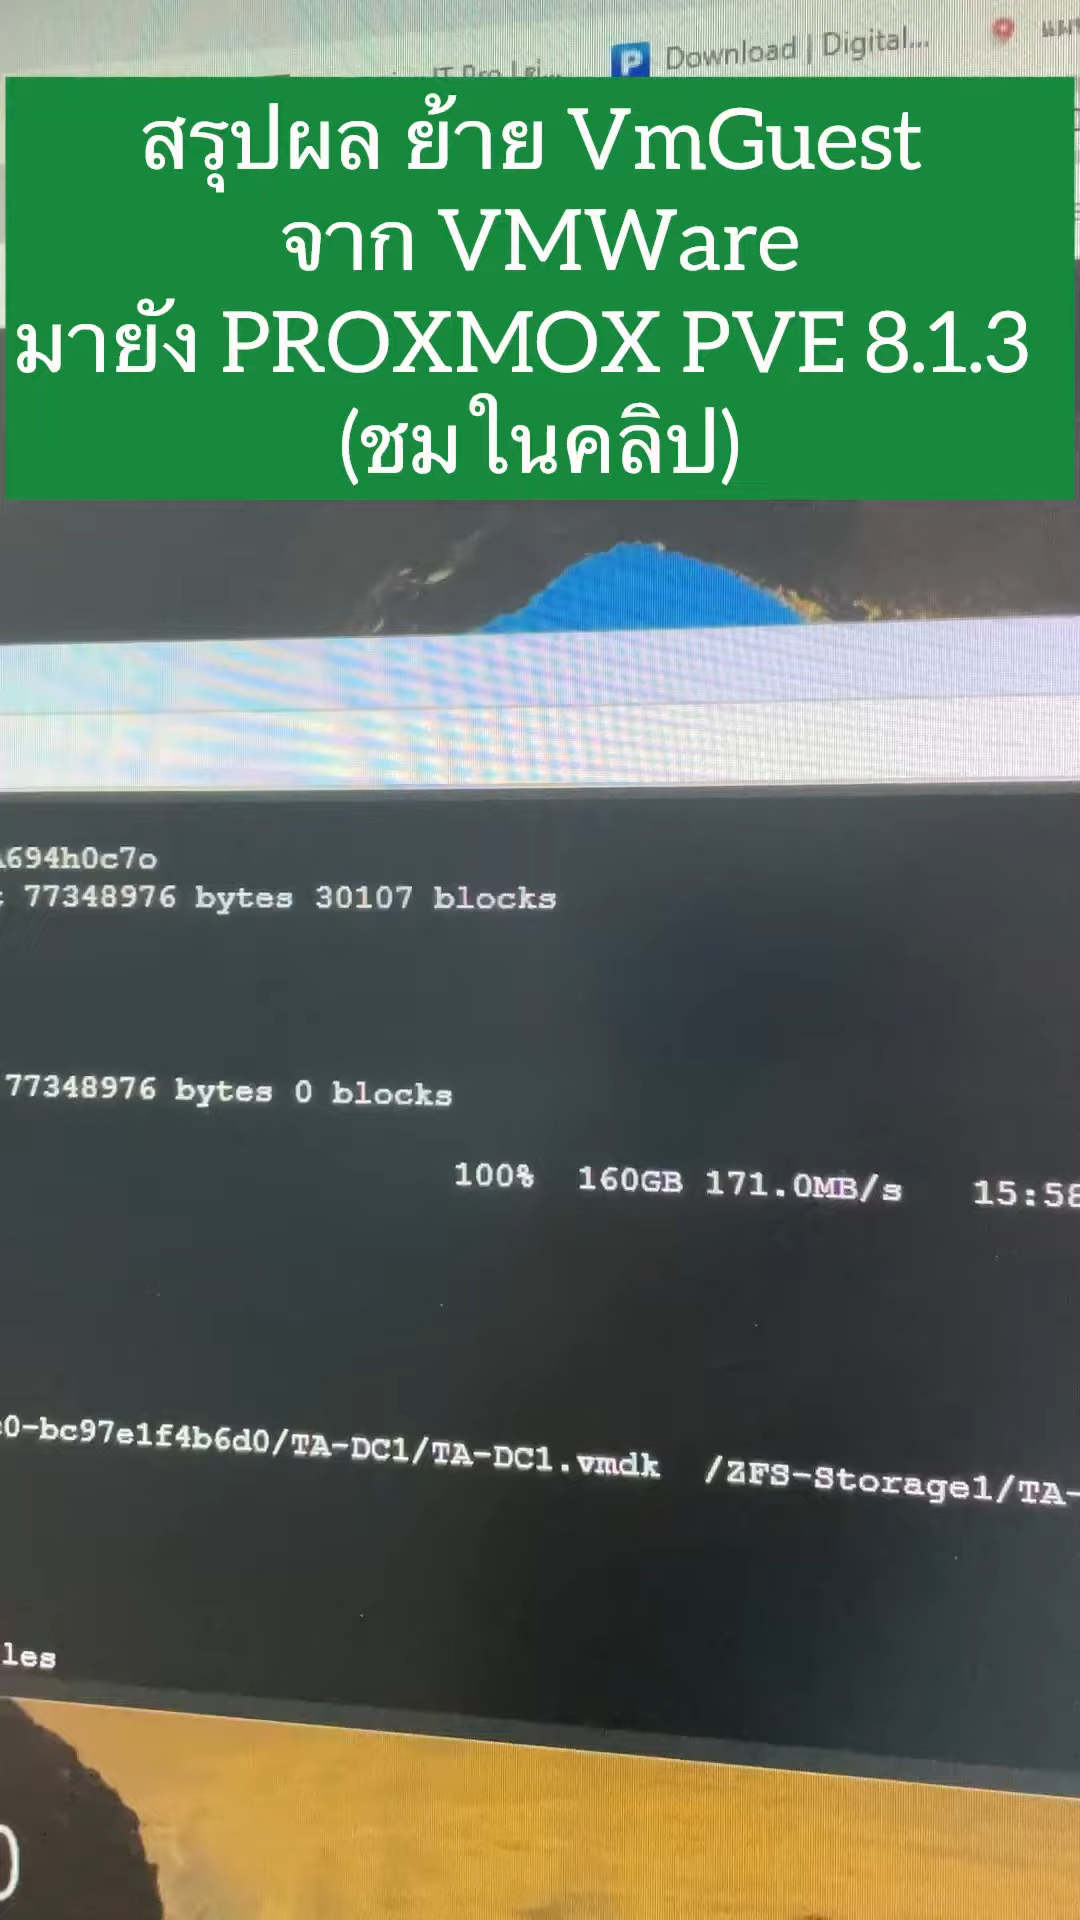 Download | Digital...
สรุปผล ย้าย VmGuest
จาก VMWare
มายัง PROXMOX PVE 8.1.3
(ชมในคลิป)
694h0c7o
77348976 bytes 30107 blocks
77348976 bytes 0 blocks
100% 160GB 171.0MB/s 15:58
0-bc97e1f4b6d0/TA-DC1/TA-DC1.vmdk /ZFS-Storage1/TA-
les